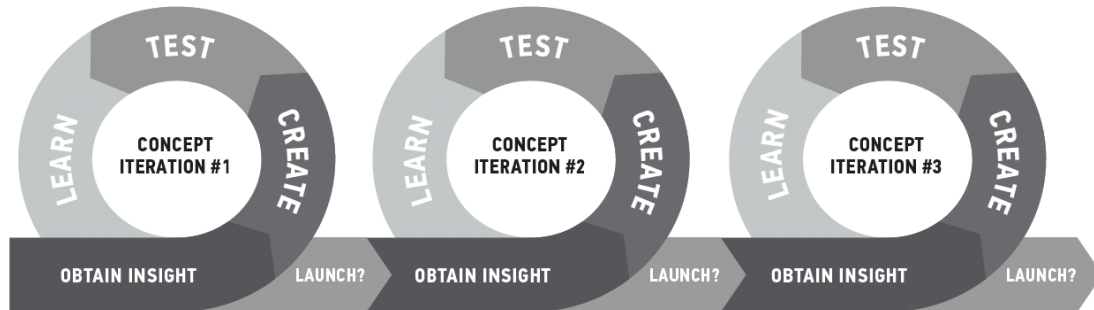 TEST
LEARN
CREATE
CONCEPT
ITERATION #1
OBTAIN INSIGHT
LAUNCH?
TEST
LEARN
CREATE
CONCEPT
ITERATION #2
OBTAIN INSIGHT
LAUNCH?
TEST
LEARN
CREATE
CONCEPT
ITERATION #3
OBTAIN INSIGHT
LAUNCH?